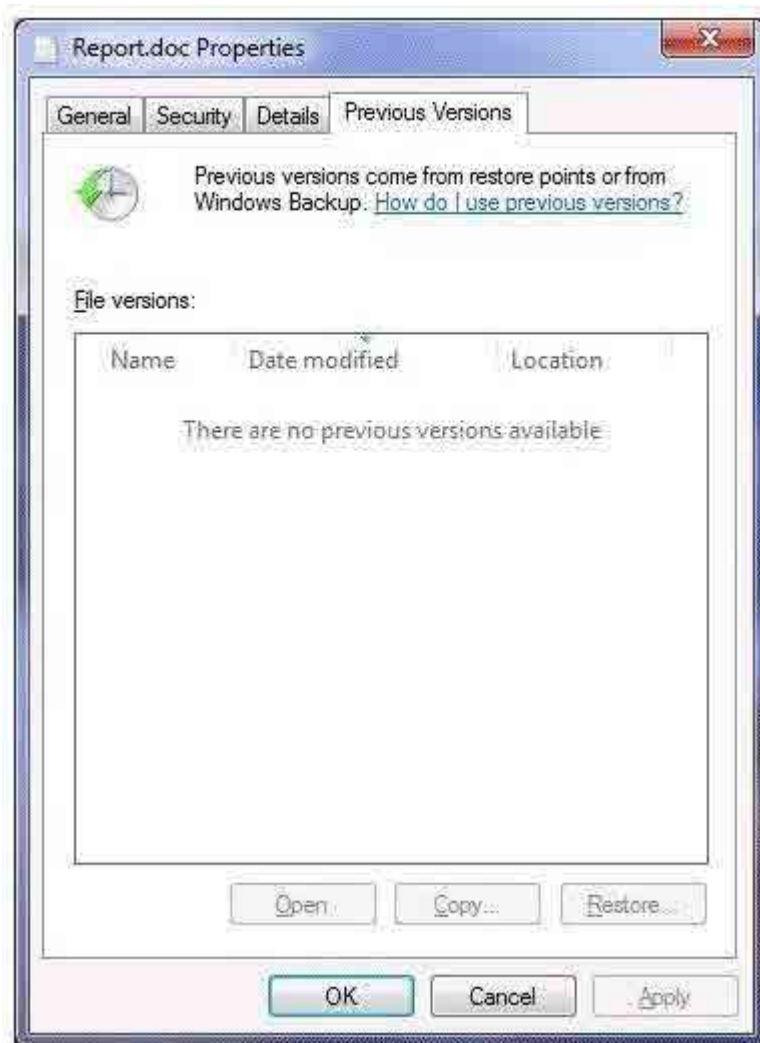 Report.doc Properties
General Security Details Previous Versions
Previous versions come from restore points or from
Windows Backup. How do I use previous versions?
File versions:
Name Date modified Location
There are no previous versions available
Open Copy... Restore...
OK Cancel Apply